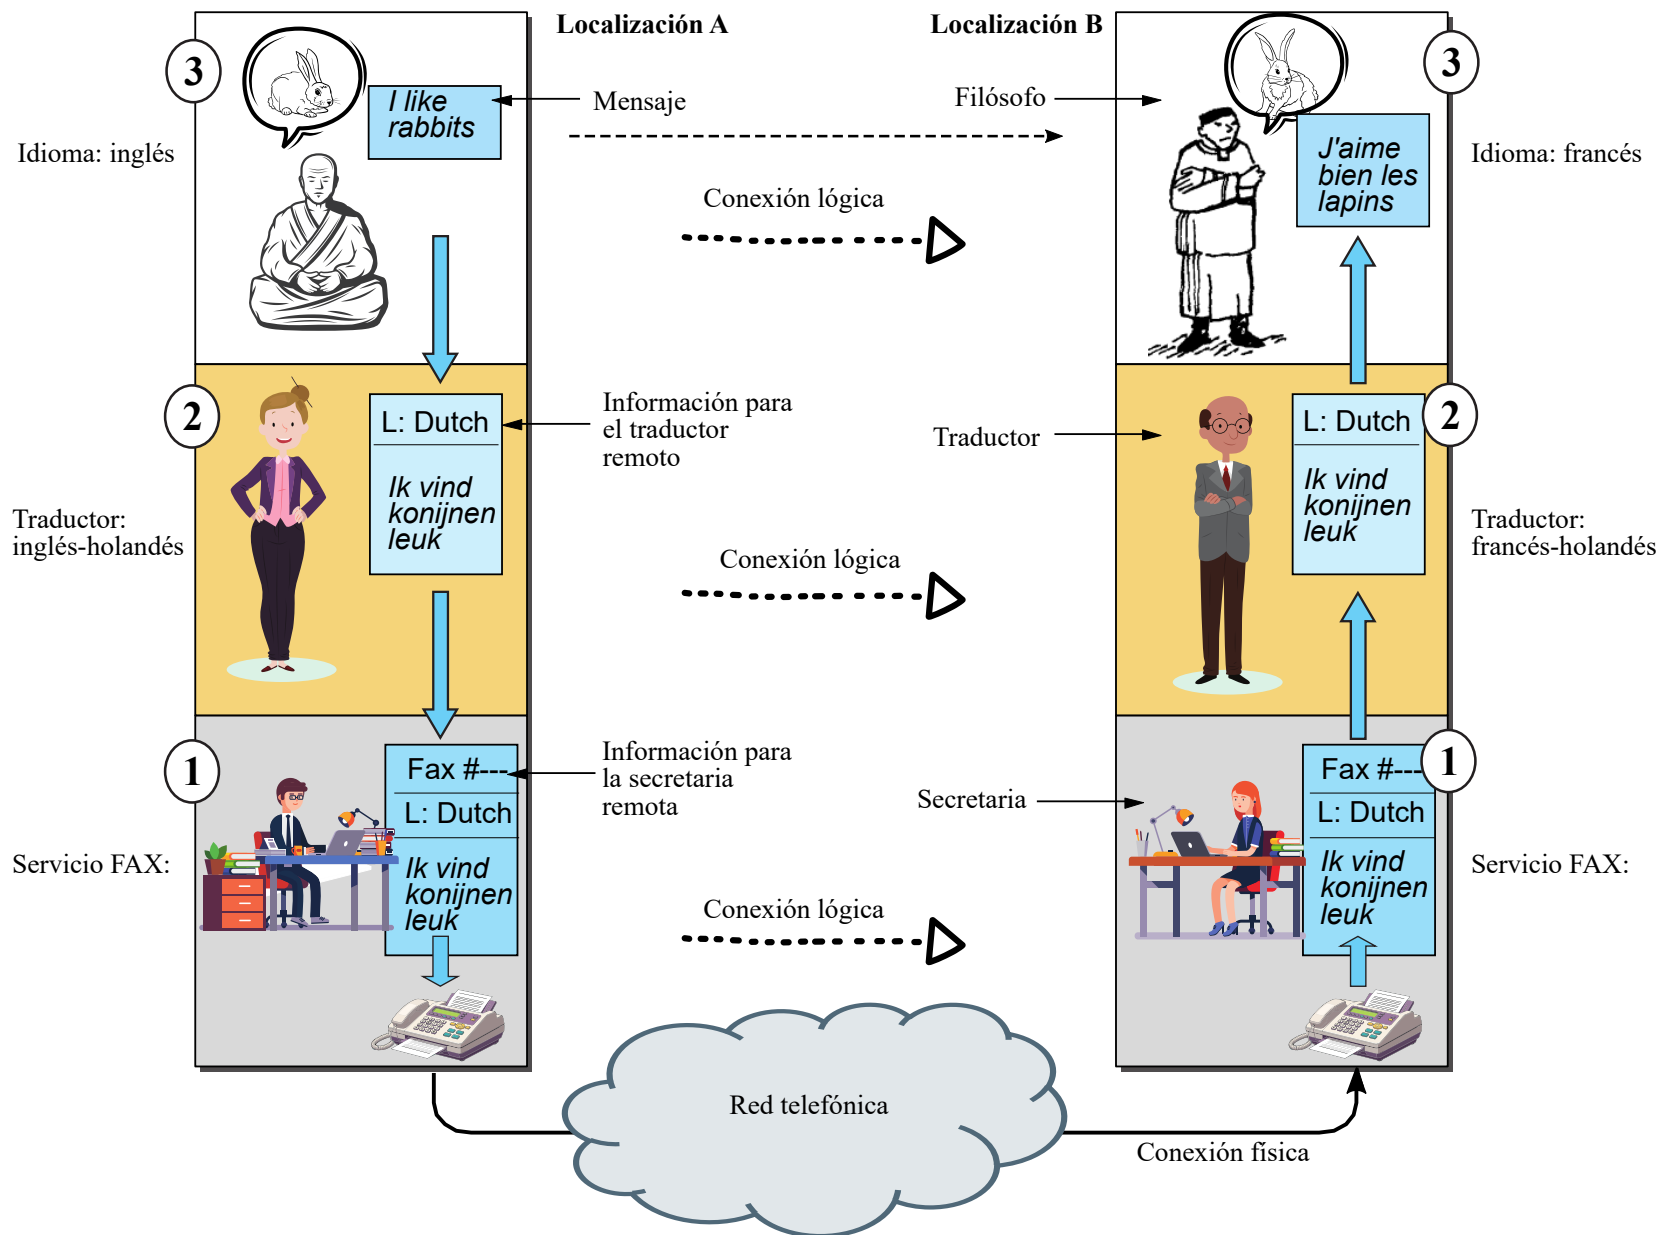 Localización A
Localización B
3
I like
rabbits
Mensaje
Filósofo
3
Idioma: inglés
J'aime
bien les
lapins
Idioma: francés
Conexión lógica
2
L: Dutch
Ik vind
konijnen
leuk
Información para
el traductor
remoto
Traductor
L: Dutch
Ik vind
konijnen
leuk
2
Traductor:
inglés-holandés
Traductor:
francés-holandés
Conexión lógica
1
Fax #---
L: Dutch
Ik vind
konijnen
leuk
Información para
la secretaria
remota
Secretaria
Fax #---
L: Dutch
Ik vind
konijnen
leuk
1
Servicio FAX:
Servicio FAX:
Conexión lógica
Red telefónica
Conexión física